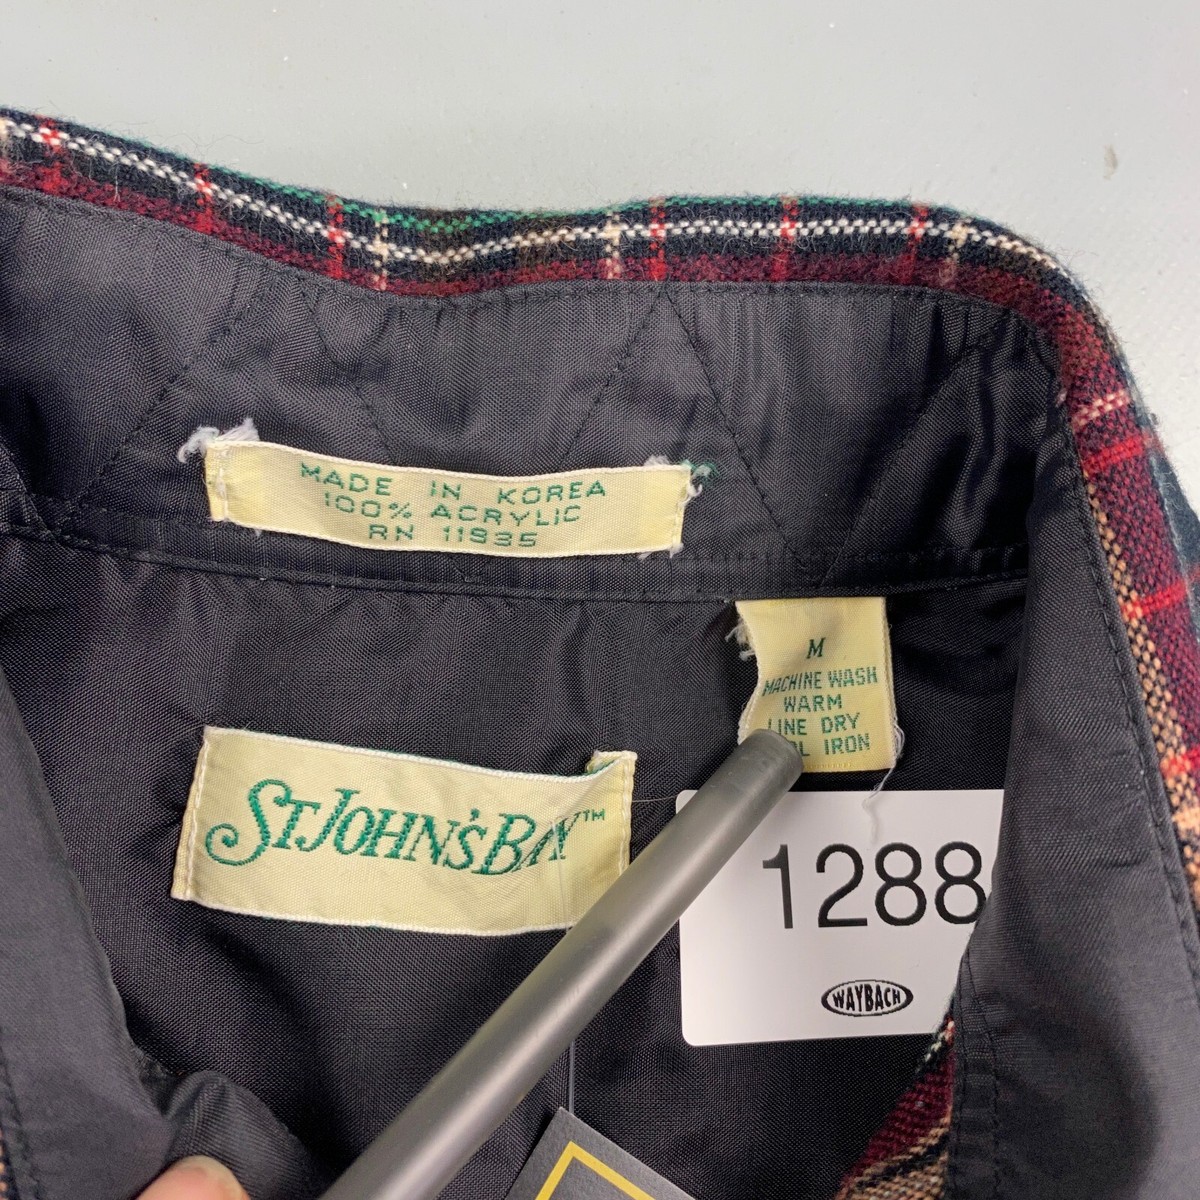 MADE IN KOREA
100% ACRYLIC
RN 11935
M
MACHINE WASH
WARM
LINE DRY
IRON
ST JOHN'S BAY™
1288
WAYBACH